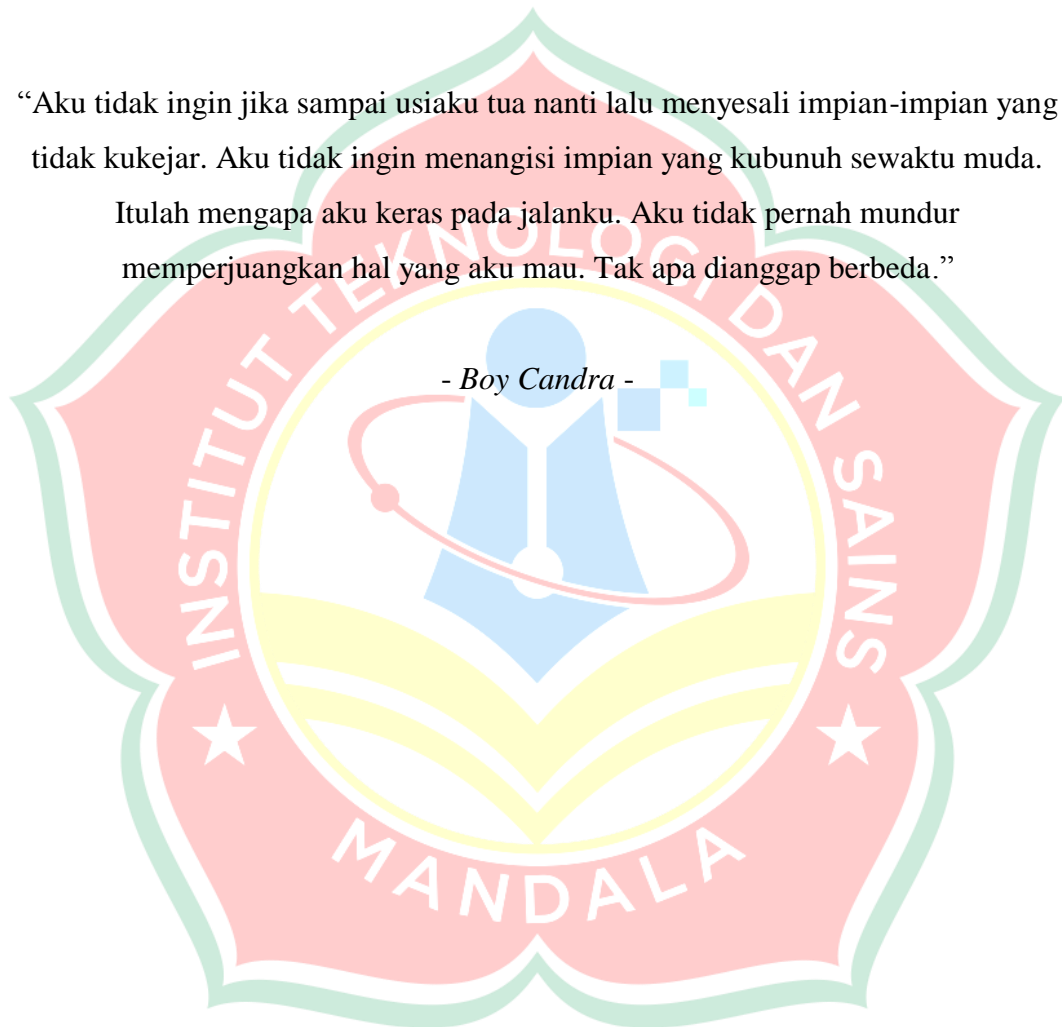 “Aku tidak ingin jika sampai usiaku tua nanti lalu menyesali impian-impian yang
tidak kukejar. Aku tidak ingin menangisi impian yang kubunuh sewaktu muda.
Itulah mengapa aku keras pada jalanku. Aku tidak pernah mundur
memperjuangkan hal yang aku mau. Tak apa dianggap berbeda.”
- Boy Candra -
INSTITUT TEKNOLOGI DAN SAINS
MANDALA